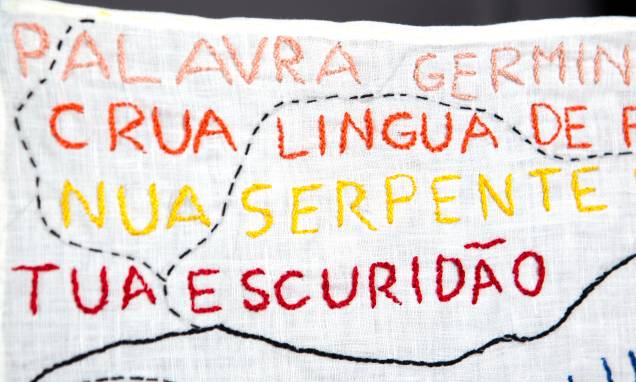 PALAVRA GERMIN
CRUA LINGUA DE
NUA SERPENTE
TUA ESCURIDÃO